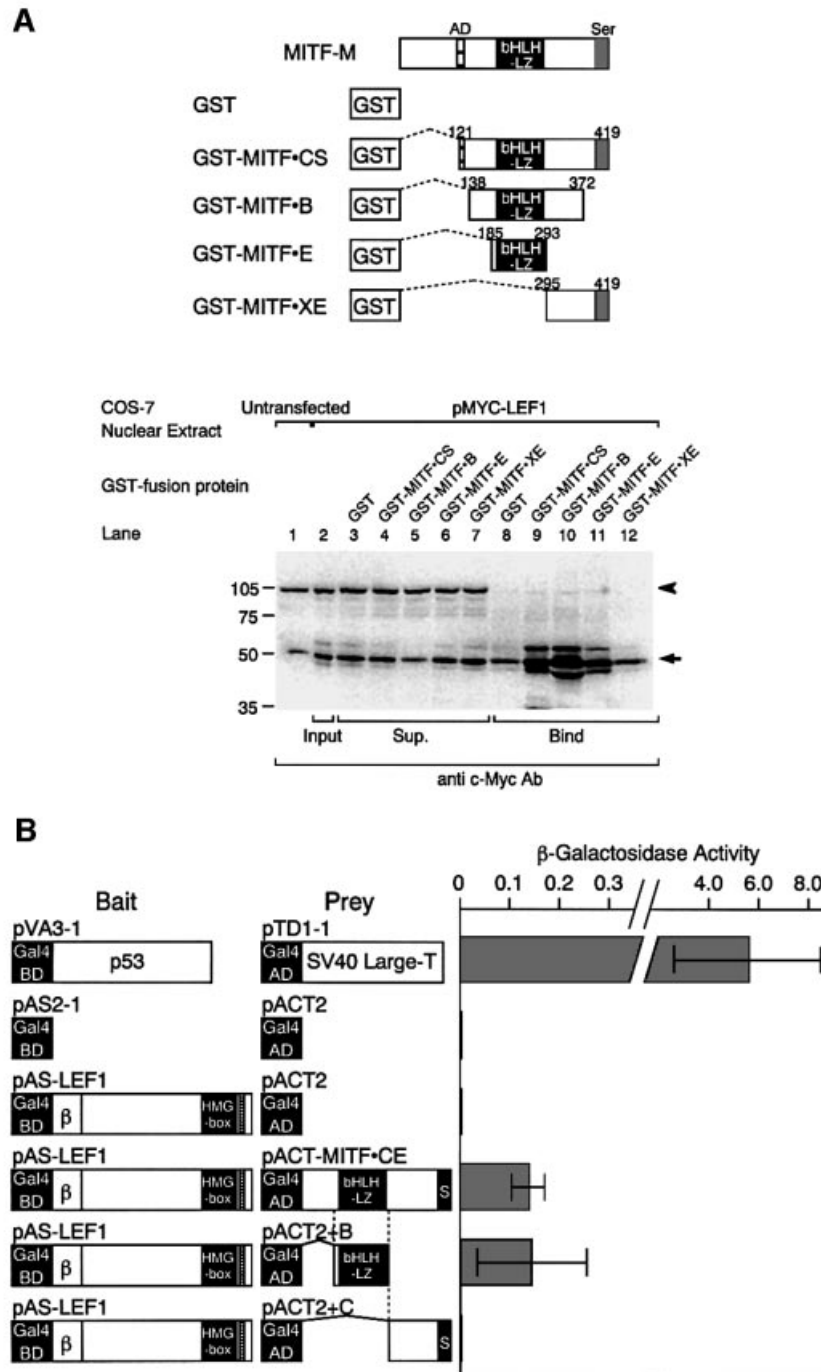 A
AD Ser
MITF-M bHLH
-LZ
GST GST
121 419
GST-MITF•CS GST bHLH
-LZ
138 372
GST-MITF•B GST bHLH
-LZ
185 293
GST-MITF•E GST bHLH
-LZ
295 419
GST-MITF•XE GST
COS-7 Untransfected pMYC-LEF1
Nuclear Extract
GST-fusion protein GST GST-MITF•CS GST-MITF•B GST-MITF•E GST-MITF•XE GST GST-MITF•CS GST-MITF•B GST-MITF•E GST-MITF•XE
Lane 1 2 3 4 5 6 7 8 9 10 11 12
105
75
50
35
Input Sup. Bind
anti c-Myc Ab
B
β-Galactosidase Activity
Bait Prey 0 0.1 0.2 0.3 4.0 6.0 8.0
pVA3-1 pTD1-1
Gal4 BD p53 Gal4 AD SV40 Large-T
pAS2-1 pACT2
Gal4 BD Gal4 AD
pAS-LEF1 pACT2
Gal4 BD β HMG -box Gal4 AD
pAS-LEF1 pACT-MITF•CE
Gal4 BD β HMG -box Gal4 AD bHLH -LZ S
pAS-LEF1 pACT2+B
Gal4 BD β HMG -box Gal4 AD bHLH -LZ
pAS-LEF1 pACT2+C
Gal4 BD β HMG -box Gal4 AD S